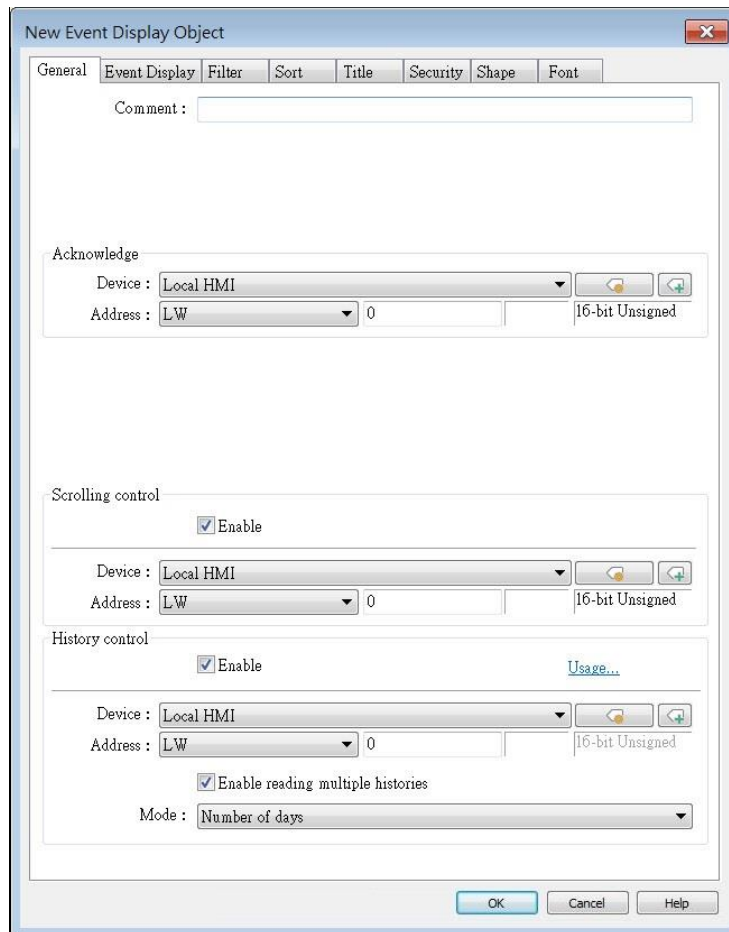 New Event Display Object
General Event Display Filter Sort Title Security Shape Font
Comment :
Acknowledge
Device : Local HMI
Address : LW 0 16-bit Unsigned
Scrolling control
Enable
Device : Local HMI
Address : LW 0 16-bit Unsigned
History control
Enable Usage...
Device : Local HMI
Address : LW 0 16-bit Unsigned
Enable reading multiple histories
Mode : Number of days
OK Cancel Help